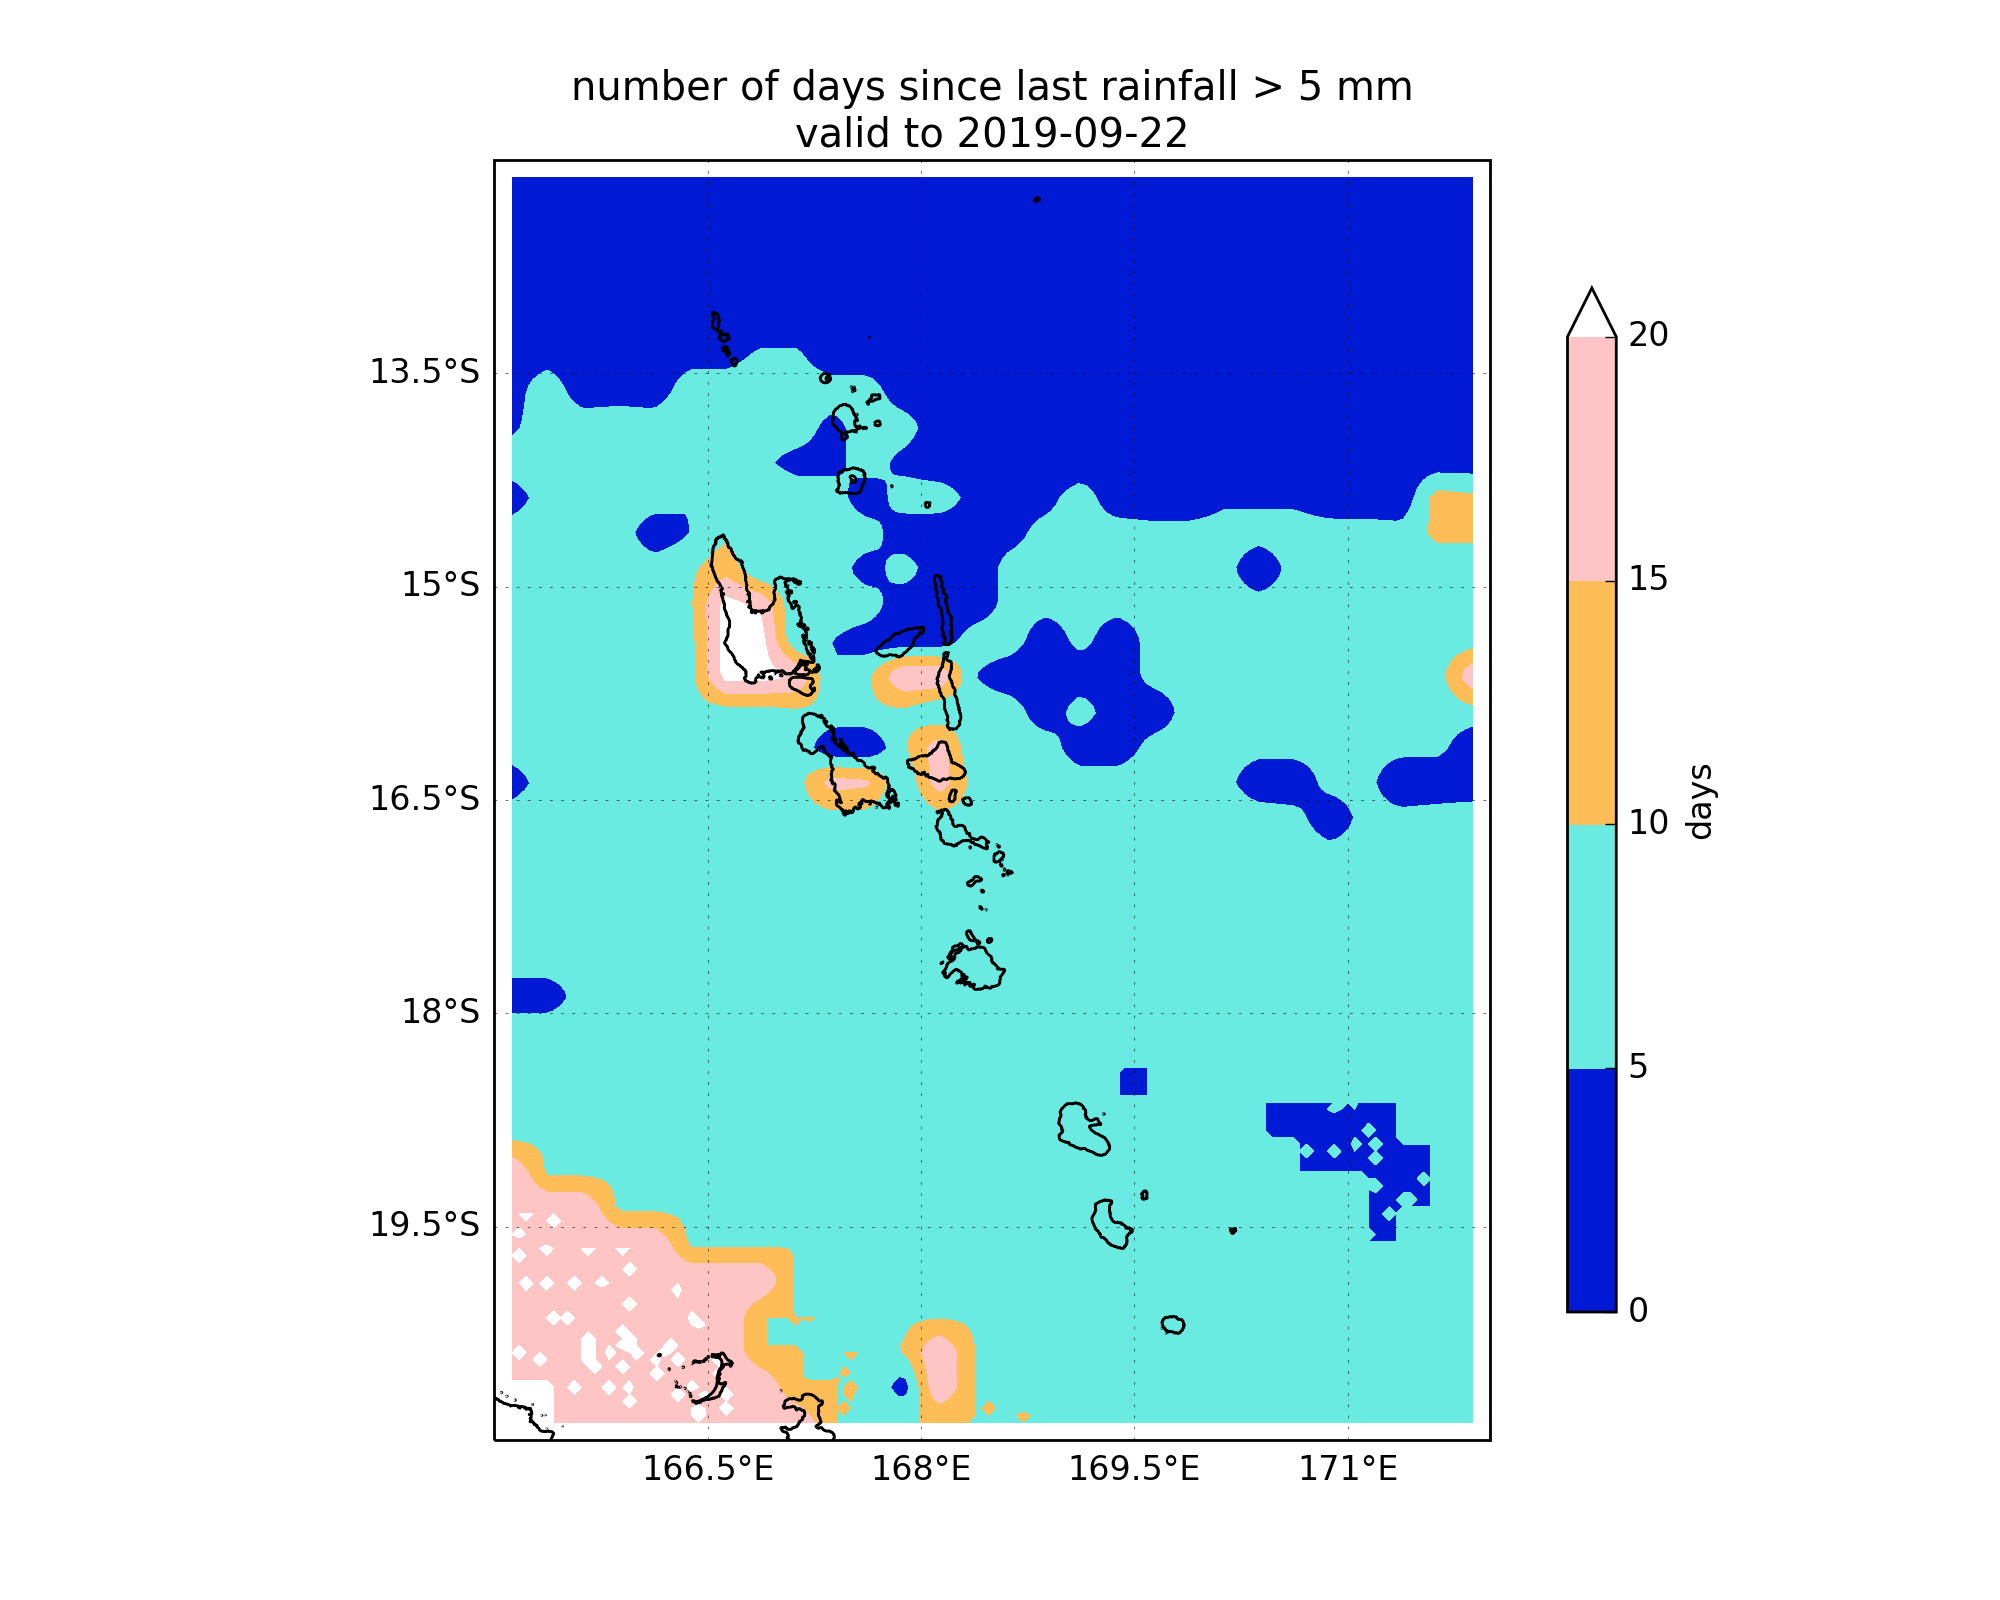 number of days since last rainfall > 5 mm
valid to 2019-09-22
13.5°S
15°S
16.5°S
18°S
19.5°S
166.5°E
168°E
169.5°E
171°E
20
15
10
5
0
days